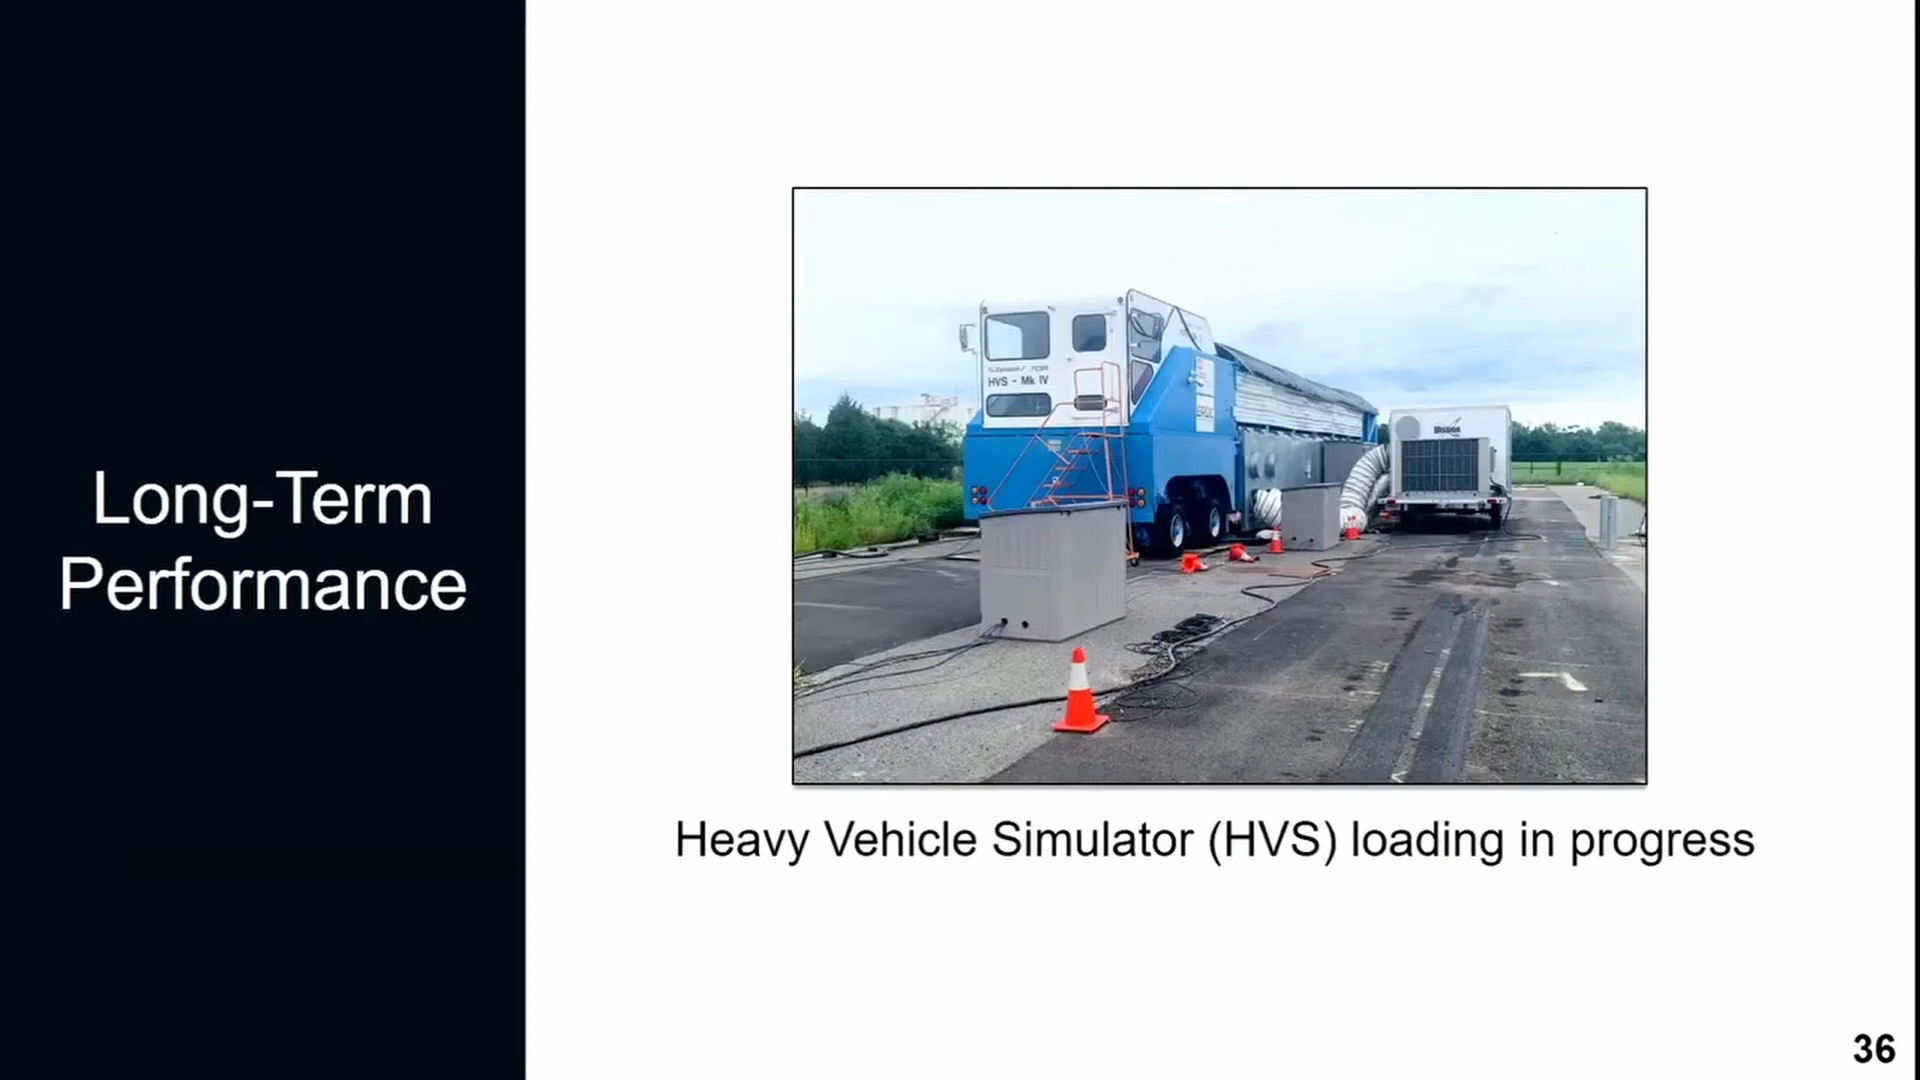 Long-Term
Performance
HVS - Mk IV
Heavy Vehicle Simulator (HVS) loading in progress
36